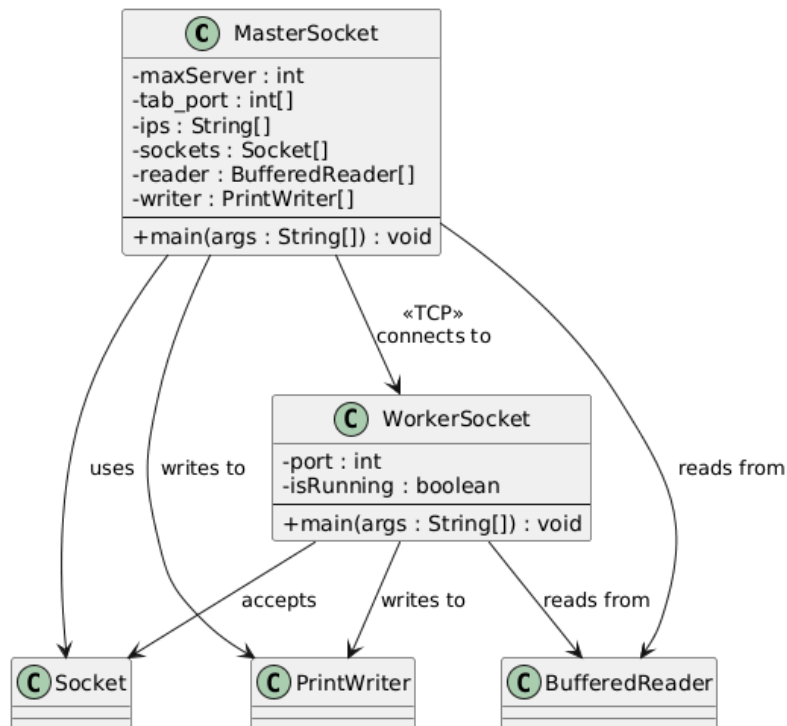 C MasterSocket
-maxServer : int
-tab_port : int[]
-ips : String[]
-sockets : Socket[]
-reader : BufferedReader[]
-writer : PrintWriter[]
+main(args : String[]) : void
«TCP»
connects to
C WorkerSocket
-port : int
-isRunning : boolean
+main(args : String[]) : void
uses
writes to
reads from
accepts
writes to
reads from
C Socket
C PrintWriter
C BufferedReader